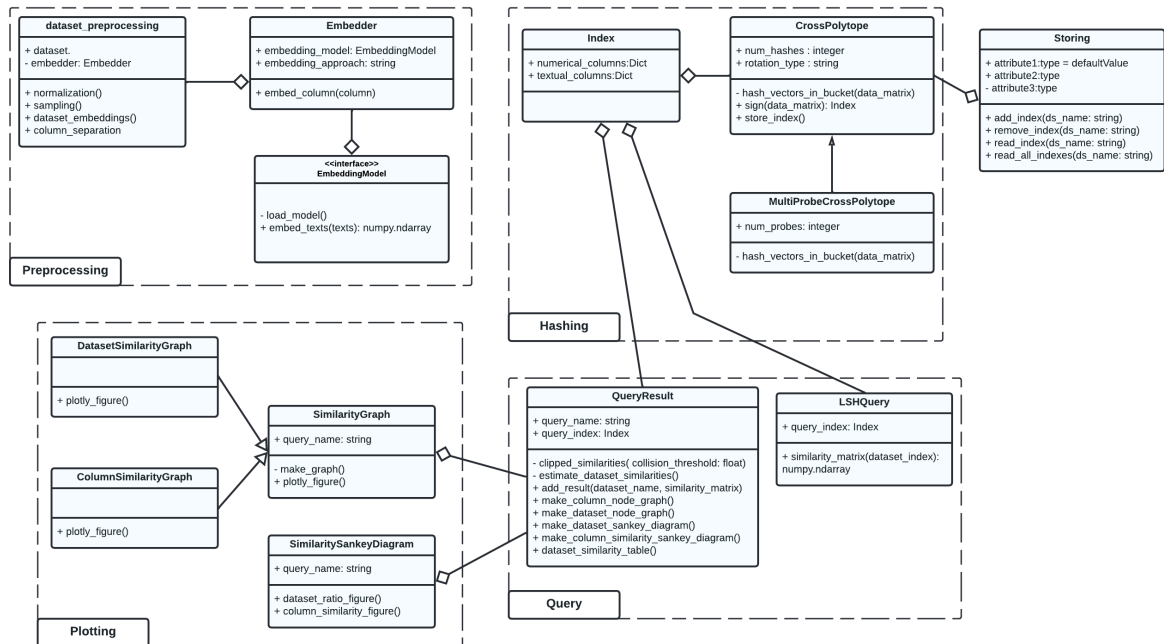 dataset_preprocessing
+ dataset.
- embedder: Embedder
+ normalization()
+ sampling()
+ dataset_embeddings()
+ column_separation
Embedder
+ embedding_model: EmbeddingModel
+ embedding_approach: string
+ embed_column(column)
<<interface>>
EmbeddingModel
- load_model()
+ embed_texts(texts): numpy.ndarray
Preprocessing
Index
+ numerical_columns:Dict
+ textual_columns:Dict
CrossPolytope
+ num_hashes : integer
+ rotation_type : string
- hash_vectors_in_bucket(data_matrix)
+ sign(data_matrix): Index
+ store_index()
MultiProbeCrossPolytope
+ num_probes: integer
- hash_vectors_in_bucket(data_matrix)
Hashing
Storing
+ attribute1:type = defaultValue
+ attribute2:type
- attribute3:type
+ add_index(ds_name: string)
+ remove_index(ds_name: string)
+ read_index(ds_name: string)
+ read_all_indexes(ds_name: string)
DatasetSimilarityGraph
+ plotly_figure()
ColumnSimilarityGraph
+ plotly_figure()
SimilarityGraph
+ query_name: string
- make_graph()
+ plotly_figure()
SimilaritySankeyDiagram
+ query_name: string
+ dataset_ratio_figure()
+ column_similarity_figure()
Plotting
QueryResult
+ query_name: string
+ query_index: Index
- clipped_similarities( collision_threshold: float)
- estimate_dataset_similarities()
+ add_result(dataset_name, similarity_matrix)
+ make_column_node_graph()
+ make_dataset_node_graph()
+ make_dataset_sankey_diagram()
+ make_column_similarity_sankey_diagram()
+ dataset_similarity_table()
LSHQuery
+ query_index: Index
+ similarity_matrix(dataset_index):
numpy.ndarray
Query